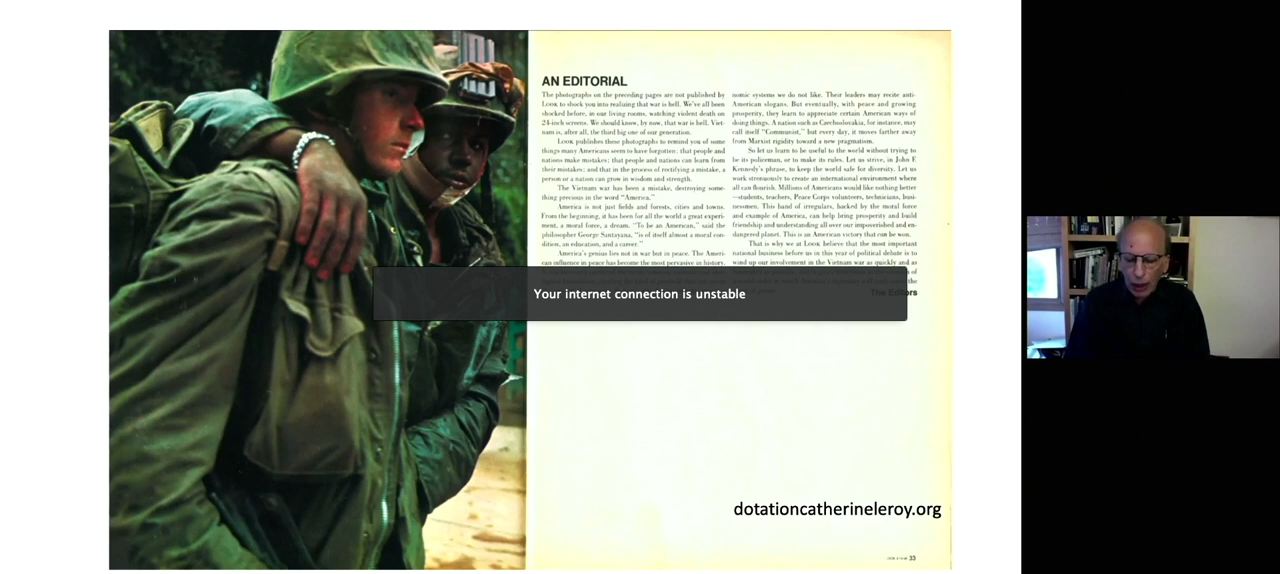 AN EDITORIAL
The photographs on the preceding pages are not published by
LOOK to shock you into realizing that war is hell. We've all been
shocked before, in our living rooms, watching violent death on
24-inch screens. We should know, by now, that war is hell. Viet-
nam is, after all, the third big one of our generation.
LOOK publishes these photographs to remind you of some
things many Americans seem to have forgotten: that people and
nations make mistakes; that people and nations can learn from
their mistakes; and that in the process of rectifying a mistake, a
person or a nation can grow in wisdom and strength.
The Vietnam war has been a mistake, destroying some-
thing precious in the word "America."
America is not just fields and forests, cities and towns.
From the beginning, it has been for all the world a great experi-
ment, a moral force, a dream. "To be an American," said the
philosopher George Santayana, "is of itself almost a moral con-
dition, an education, and a career."
America's genius lies not in war but in peace. The Ameri-
can influence in peace has become the most pervasive in history.
nomic systems we do not like. Their leaders may recite anti-
American slogans. But eventually, with peace and growing
prosperity, they learn to appreciate certain American ways of
doing things. A nation such as Czechoslovakia, for instance, may
call itself "Communist," but every day, it moves farther away
from Marxist rigidity toward a new pragmatism.
So let us learn to be useful to the world without trying to
be its policeman, or to make its rules. Let us strive, in John F.
Kennedy's phrase, to keep the world safe for diversity. Let us
work strenuously to create an international environment where
all can flourish. Millions of Americans would like nothing better
—students, teachers, Peace Corps volunteers, technicians, busi-
nessmen. This band of irregulars, backed by the moral force
and example of America, can help bring prosperity and build
friendship and understanding all over our impoverished and en-
dangered planet. This is an American victory that can be won.
That is why we at LOOK believe that the most important
national business before us in this year of political debate is to
wind up our involvement in the Vietnam war as quickly and as
of
the
The Editors
Your internet connection is unstable
dotationcatherineleroy.org
33